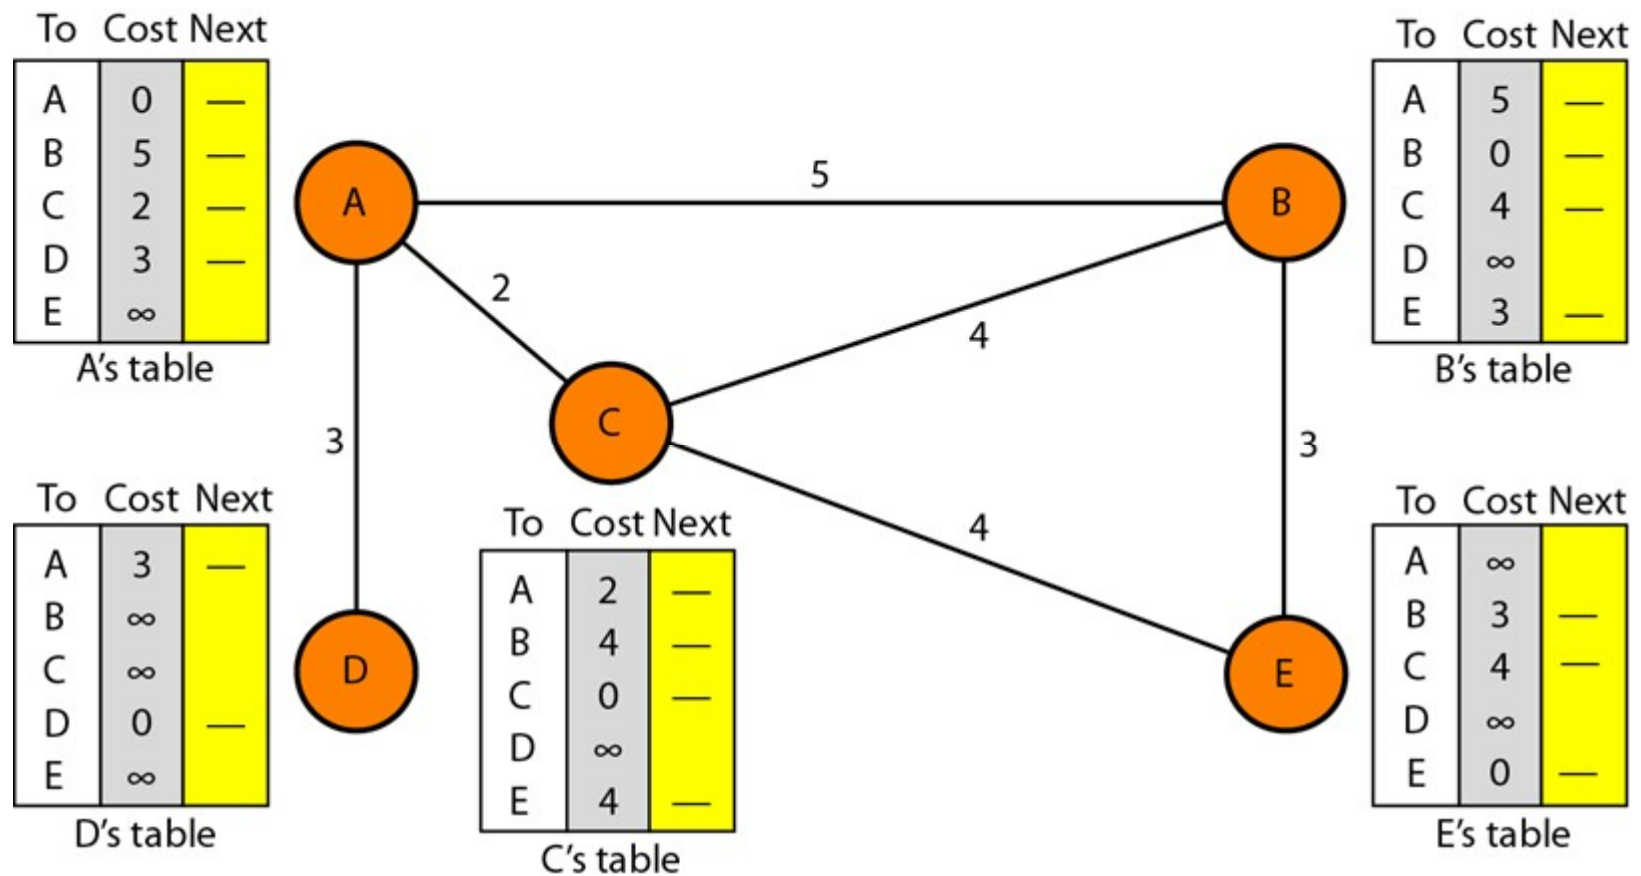 To Cost Next
A 0 —
B 5 —
C 2 —
D 3 —
E ∞
A's table
To Cost Next
A 5 —
B 0 —
C 4 —
D ∞
E 3 —
B's table
A
5
B
2
4
C
3
3
4
D
E
To Cost Next
A 3 —
B ∞
C ∞
D 0 —
E ∞
D's table
To Cost Next
A 2 —
B 4 —
C 0 —
D ∞
E 4 —
C's table
To Cost Next
A ∞
B 3 —
C 4 —
D ∞
E 0 —
E's table